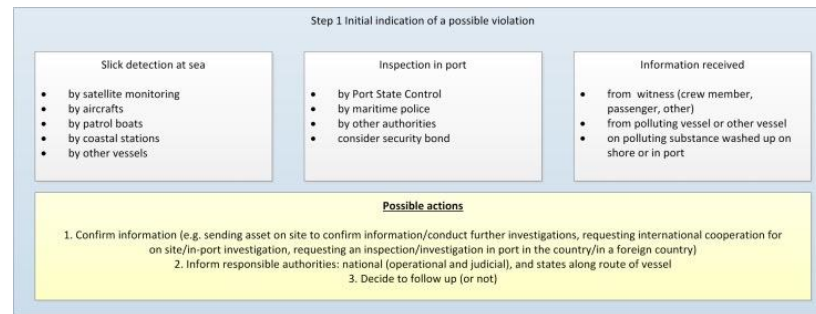 Step 1 Initial indication of a possible violation
Slick detection at sea
• by satellite monitoring
• by aircrafts
• by patrol boats
• by coastal stations
• by other vessels
Inspection in port
• by Port State Control
• by maritime police
• by other authorities
• consider security bond
Information received
• from witness (crew member,
passenger, other)
• from polluting vessel or other vessel
• on polluting substance washed up on
shore or in port
Possible actions
1. Confirm information (e.g. sending asset on site to confirm information/conduct further investigations, requesting international cooperation for
on site/in-port investigation, requesting an inspection/investigation in port in the country/in a foreign country)
2. Inform responsible authorities: national (operational and judicial), and states along route of vessel
3. Decide to follow up (or not)